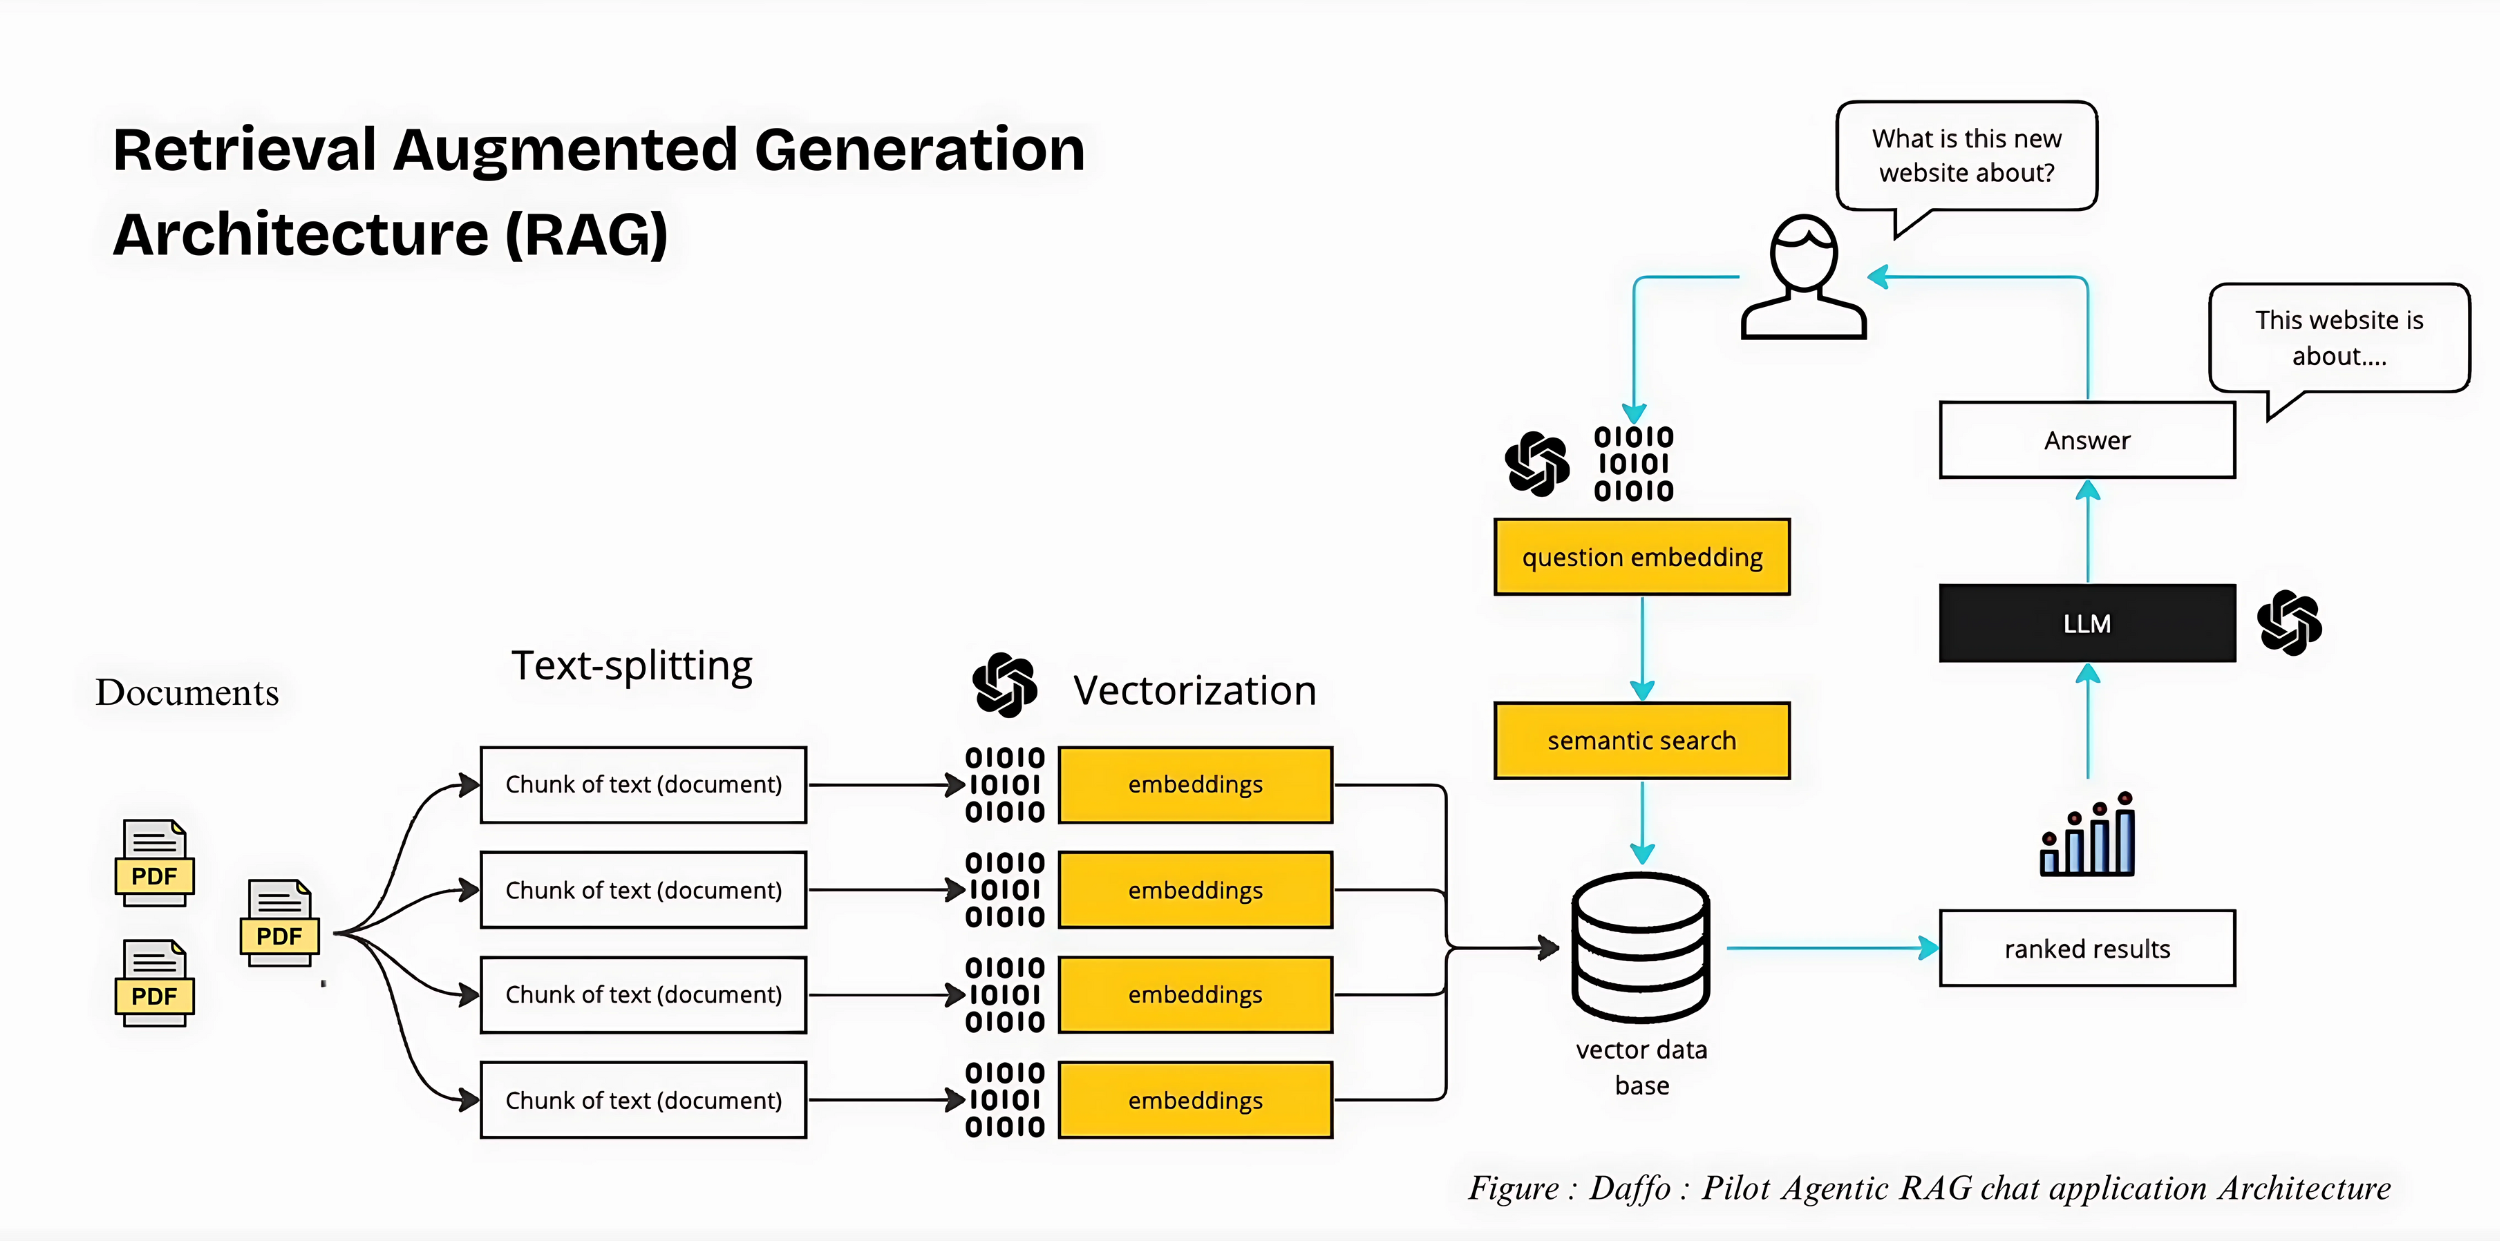 Retrieval Augmented Generation
Architecture (RAG)
What is this new
website about?
This website is
about....
Answer
LLM
ranked results
01010
10101
01010
question embedding
semantic search
vector data
base
Documents
PDF
PDF
PDF
Text-splitting
Chunk of text (document)
Chunk of text (document)
Chunk of text (document)
Chunk of text (document)
Vectorization
01010
10101
01010
embeddings
01010
10101
01010
embeddings
01010
10101
01010
embeddings
01010
10101
01010
embeddings
Figure : Daffo : Pilot Agentic RAG chat application Architecture